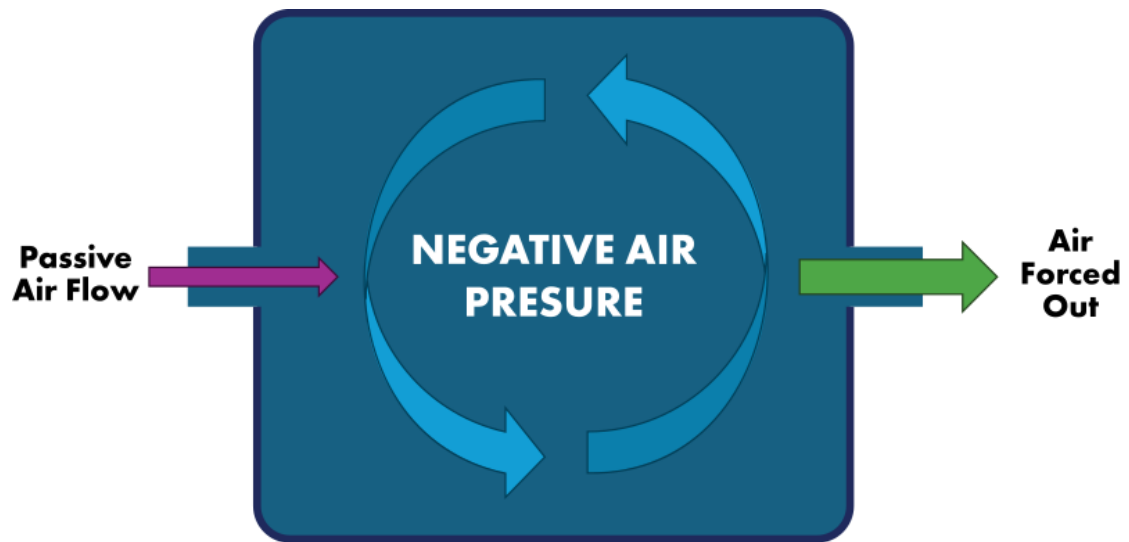 Passive
Air Flow
NEGATIVE AIR
PRESURE
Air
Forced
Out